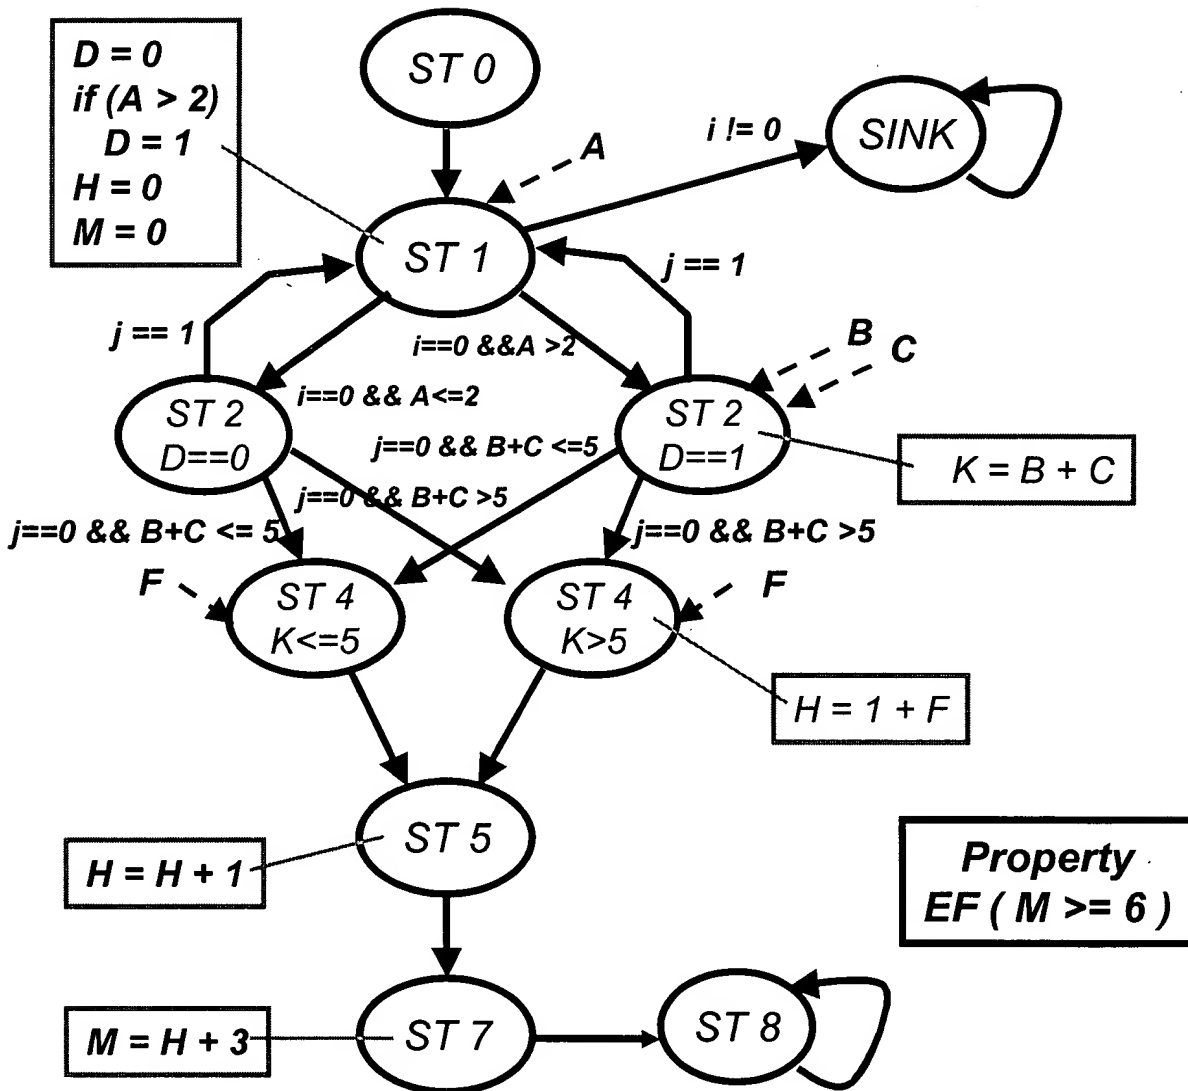 D = 0
if (A > 2)
D = 1
H = 0
M = 0
ST 0
SINK
i != 0
A
ST 1
j == 1
j == 1
i==0 &&A >2
i==0 && A<=2
B
C
ST 2
D==0
ST 2
D==1
K = B + C
j==0 && B+C <=5
j==0 && B+C >5
j==0 && B+C <= 5
j==0 && B+C >5
F
F
ST 4
K<=5
ST 4
K>5
H = 1 + F
ST 5
H = H + 1
Property
EF ( M >= 6 )
ST 7
M = H + 3
ST 8